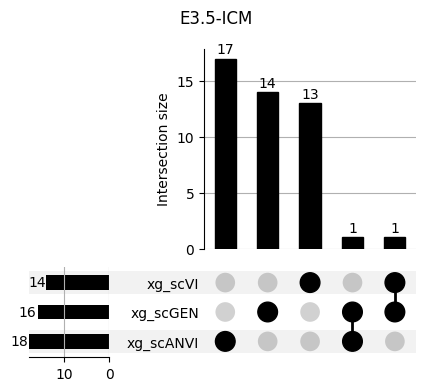 E3.5-ICM
17
14
13
1
1
15
10
5
0
Intersection size
14
xg_scVI
16
xg_scGEN
18
xg_scANVI
10
0